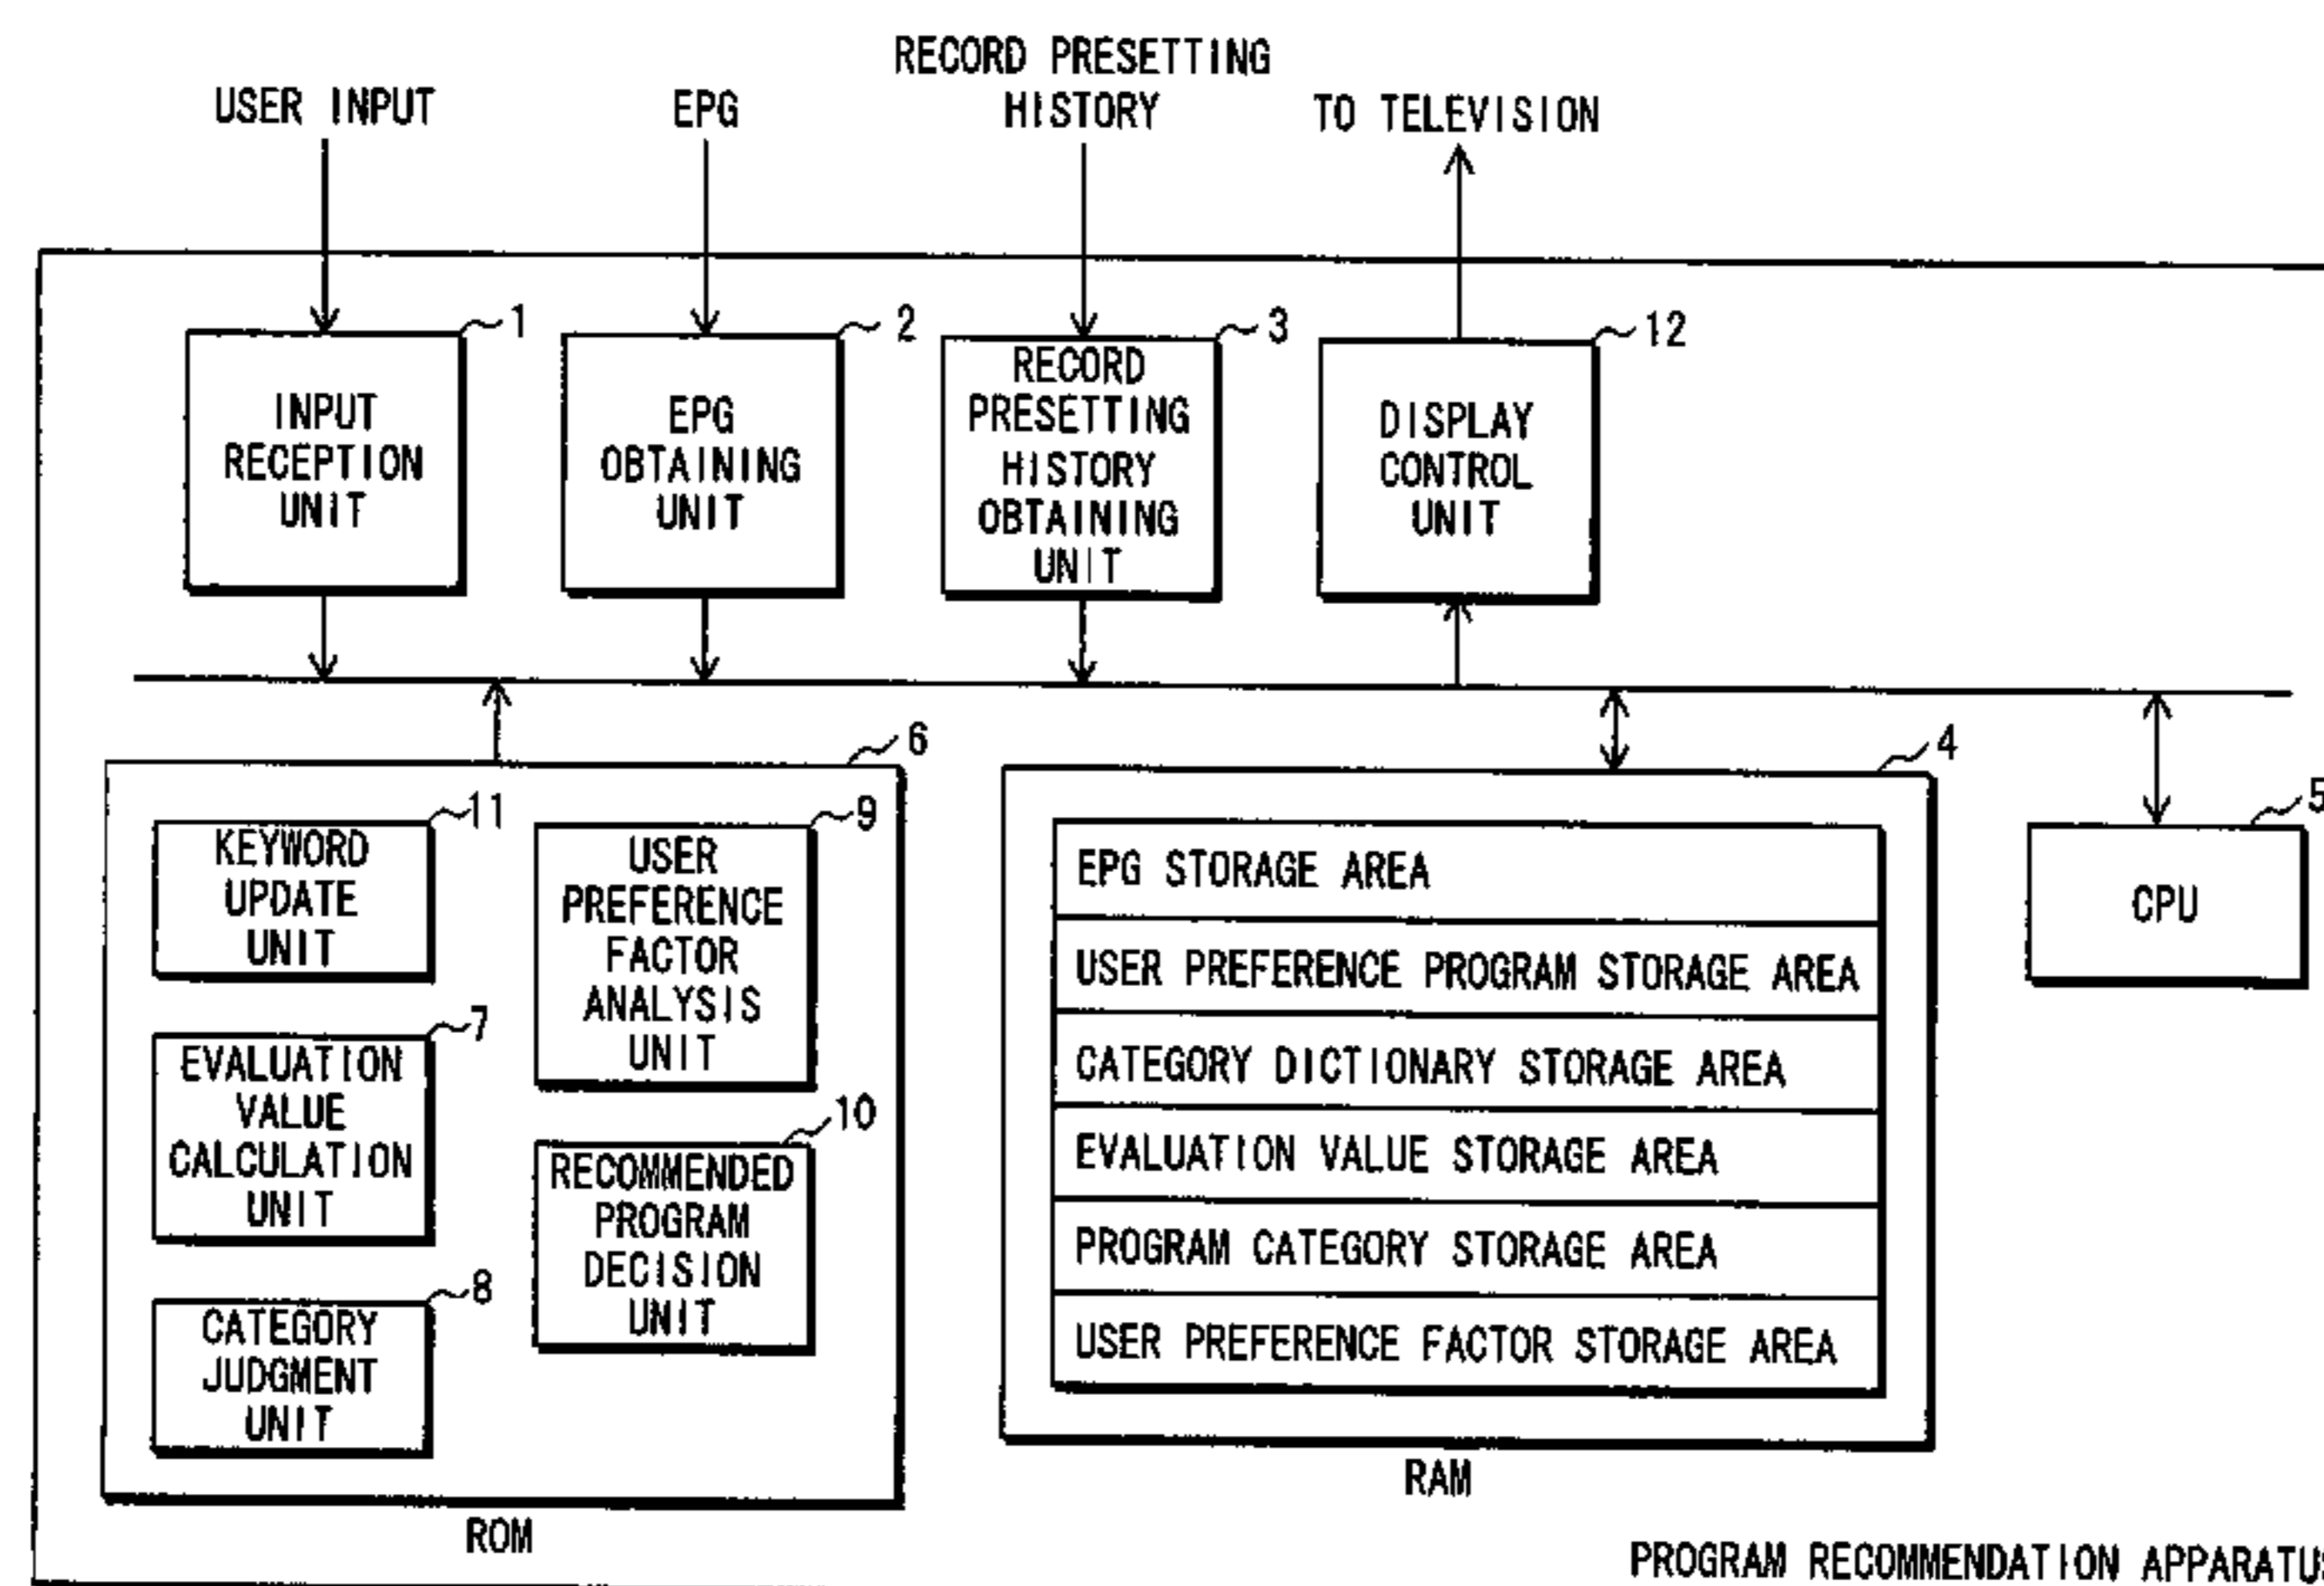 RECORD PRESETTING
USER INPUT EPG HISTORY TO TELEVISION
1 2 3 12
INPUT
RECEPTION
UNIT
EPG
OBTAINING
UNIT
RECORD
PRESETTING
HISTORY
OBTAINING
UNIT
DISPLAY
CONTROL
UNIT
6
11
KEYWORD
UPDATE
UNIT
9
USER
PREFERENCE
FACTOR
ANALYSIS
UNIT
7
EVALUATION
VALUE
CALCULATION
UNIT
10
RECOMMENDED
PROGRAM
DECISION
UNIT
8
CATEGORY
JUDGMENT
UNIT
ROM
4
EPG STORAGE AREA
USER PREFERENCE PROGRAM STORAGE AREA
CATEGORY DICTIONARY STORAGE AREA
EVALUATION VALUE STORAGE AREA
PROGRAM CATEGORY STORAGE AREA
USER PREFERENCE FACTOR STORAGE AREA
RAM
5
CPU
PROGRAM RECOMMENDATION APPARATUS